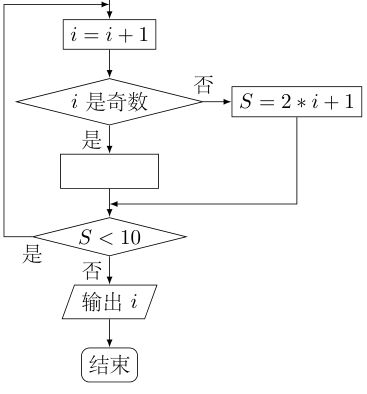 i = i + 1
i 是奇数
否
S = 2 * i + 1
是
S < 10
是
否
输出 i
结束